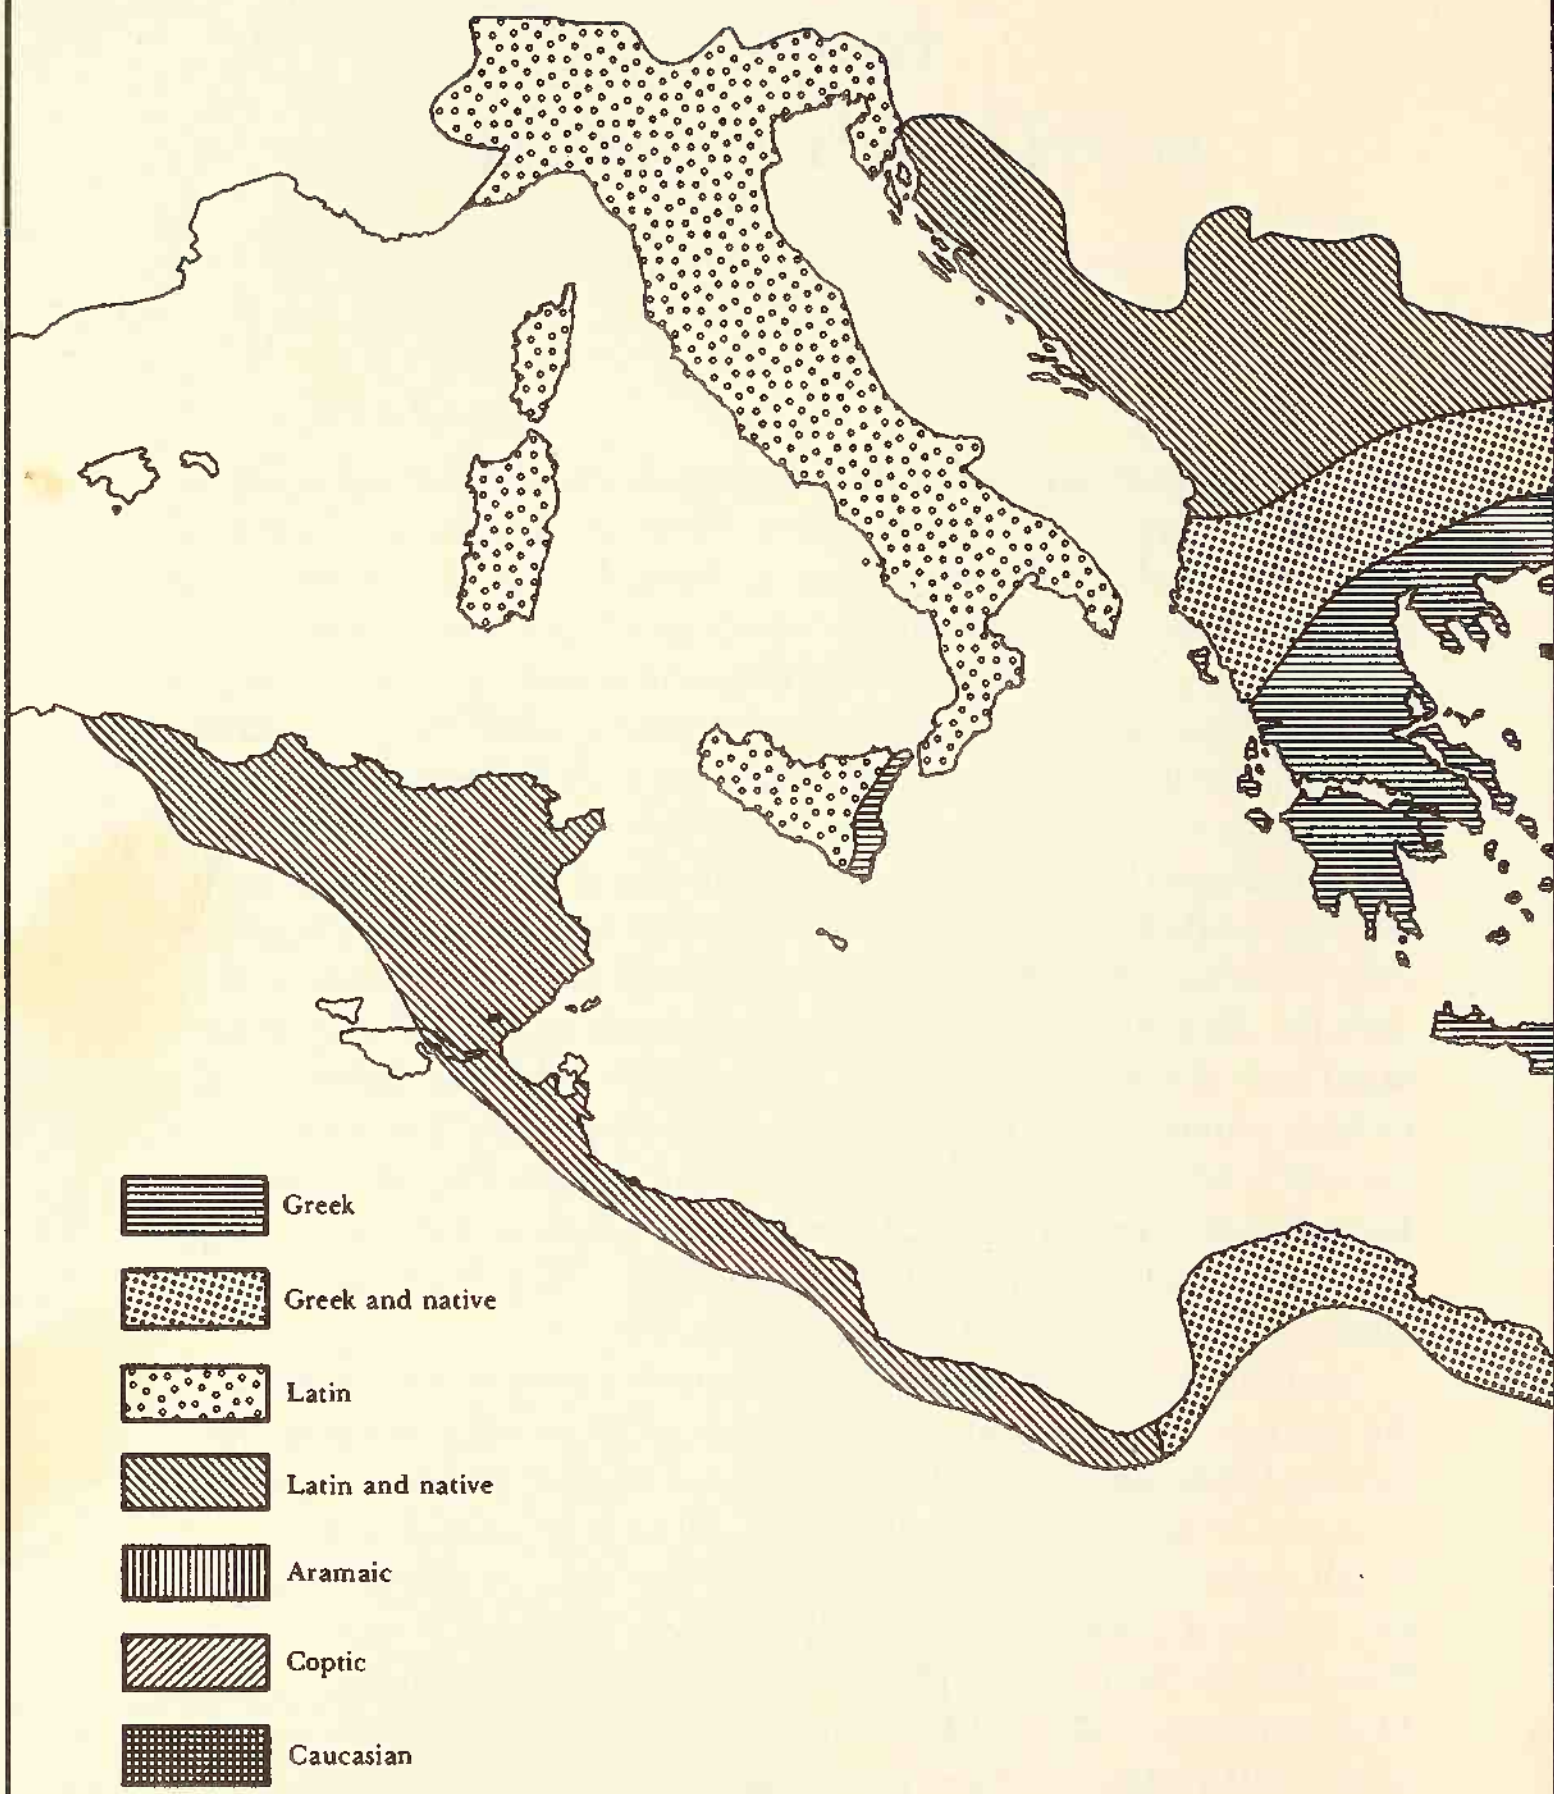 Greek
Greek and native
Latin
Latin and native
Aramaic
Coptic
Caucasian